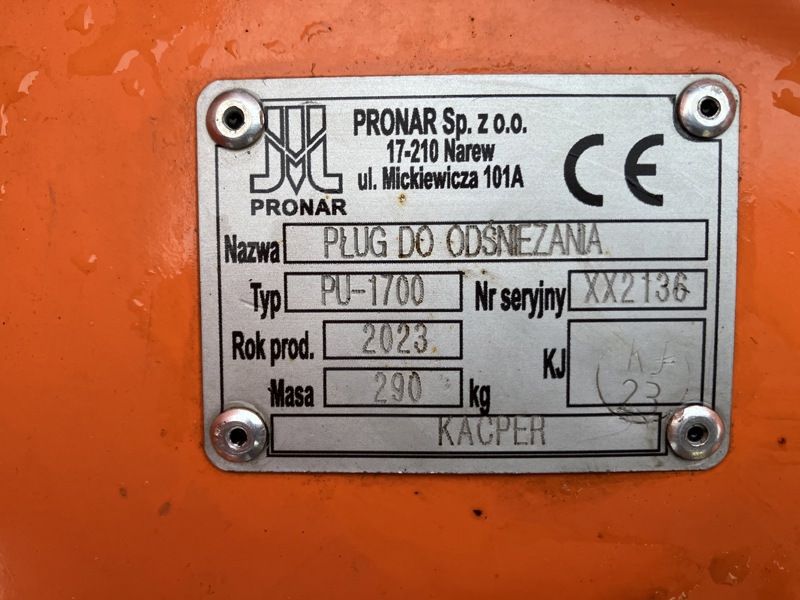 PRONAR
PRONAR Sp. z o.o.
17-210 Narew
ul. Mickiewicza 101A
CE
Nazwa PŁUG DO ODŚNIEŻANIA
Typ PU-1700 Nr seryjny XX2136
Rok prod. 2023
Masa 290 kg
KJ 23
KACPER